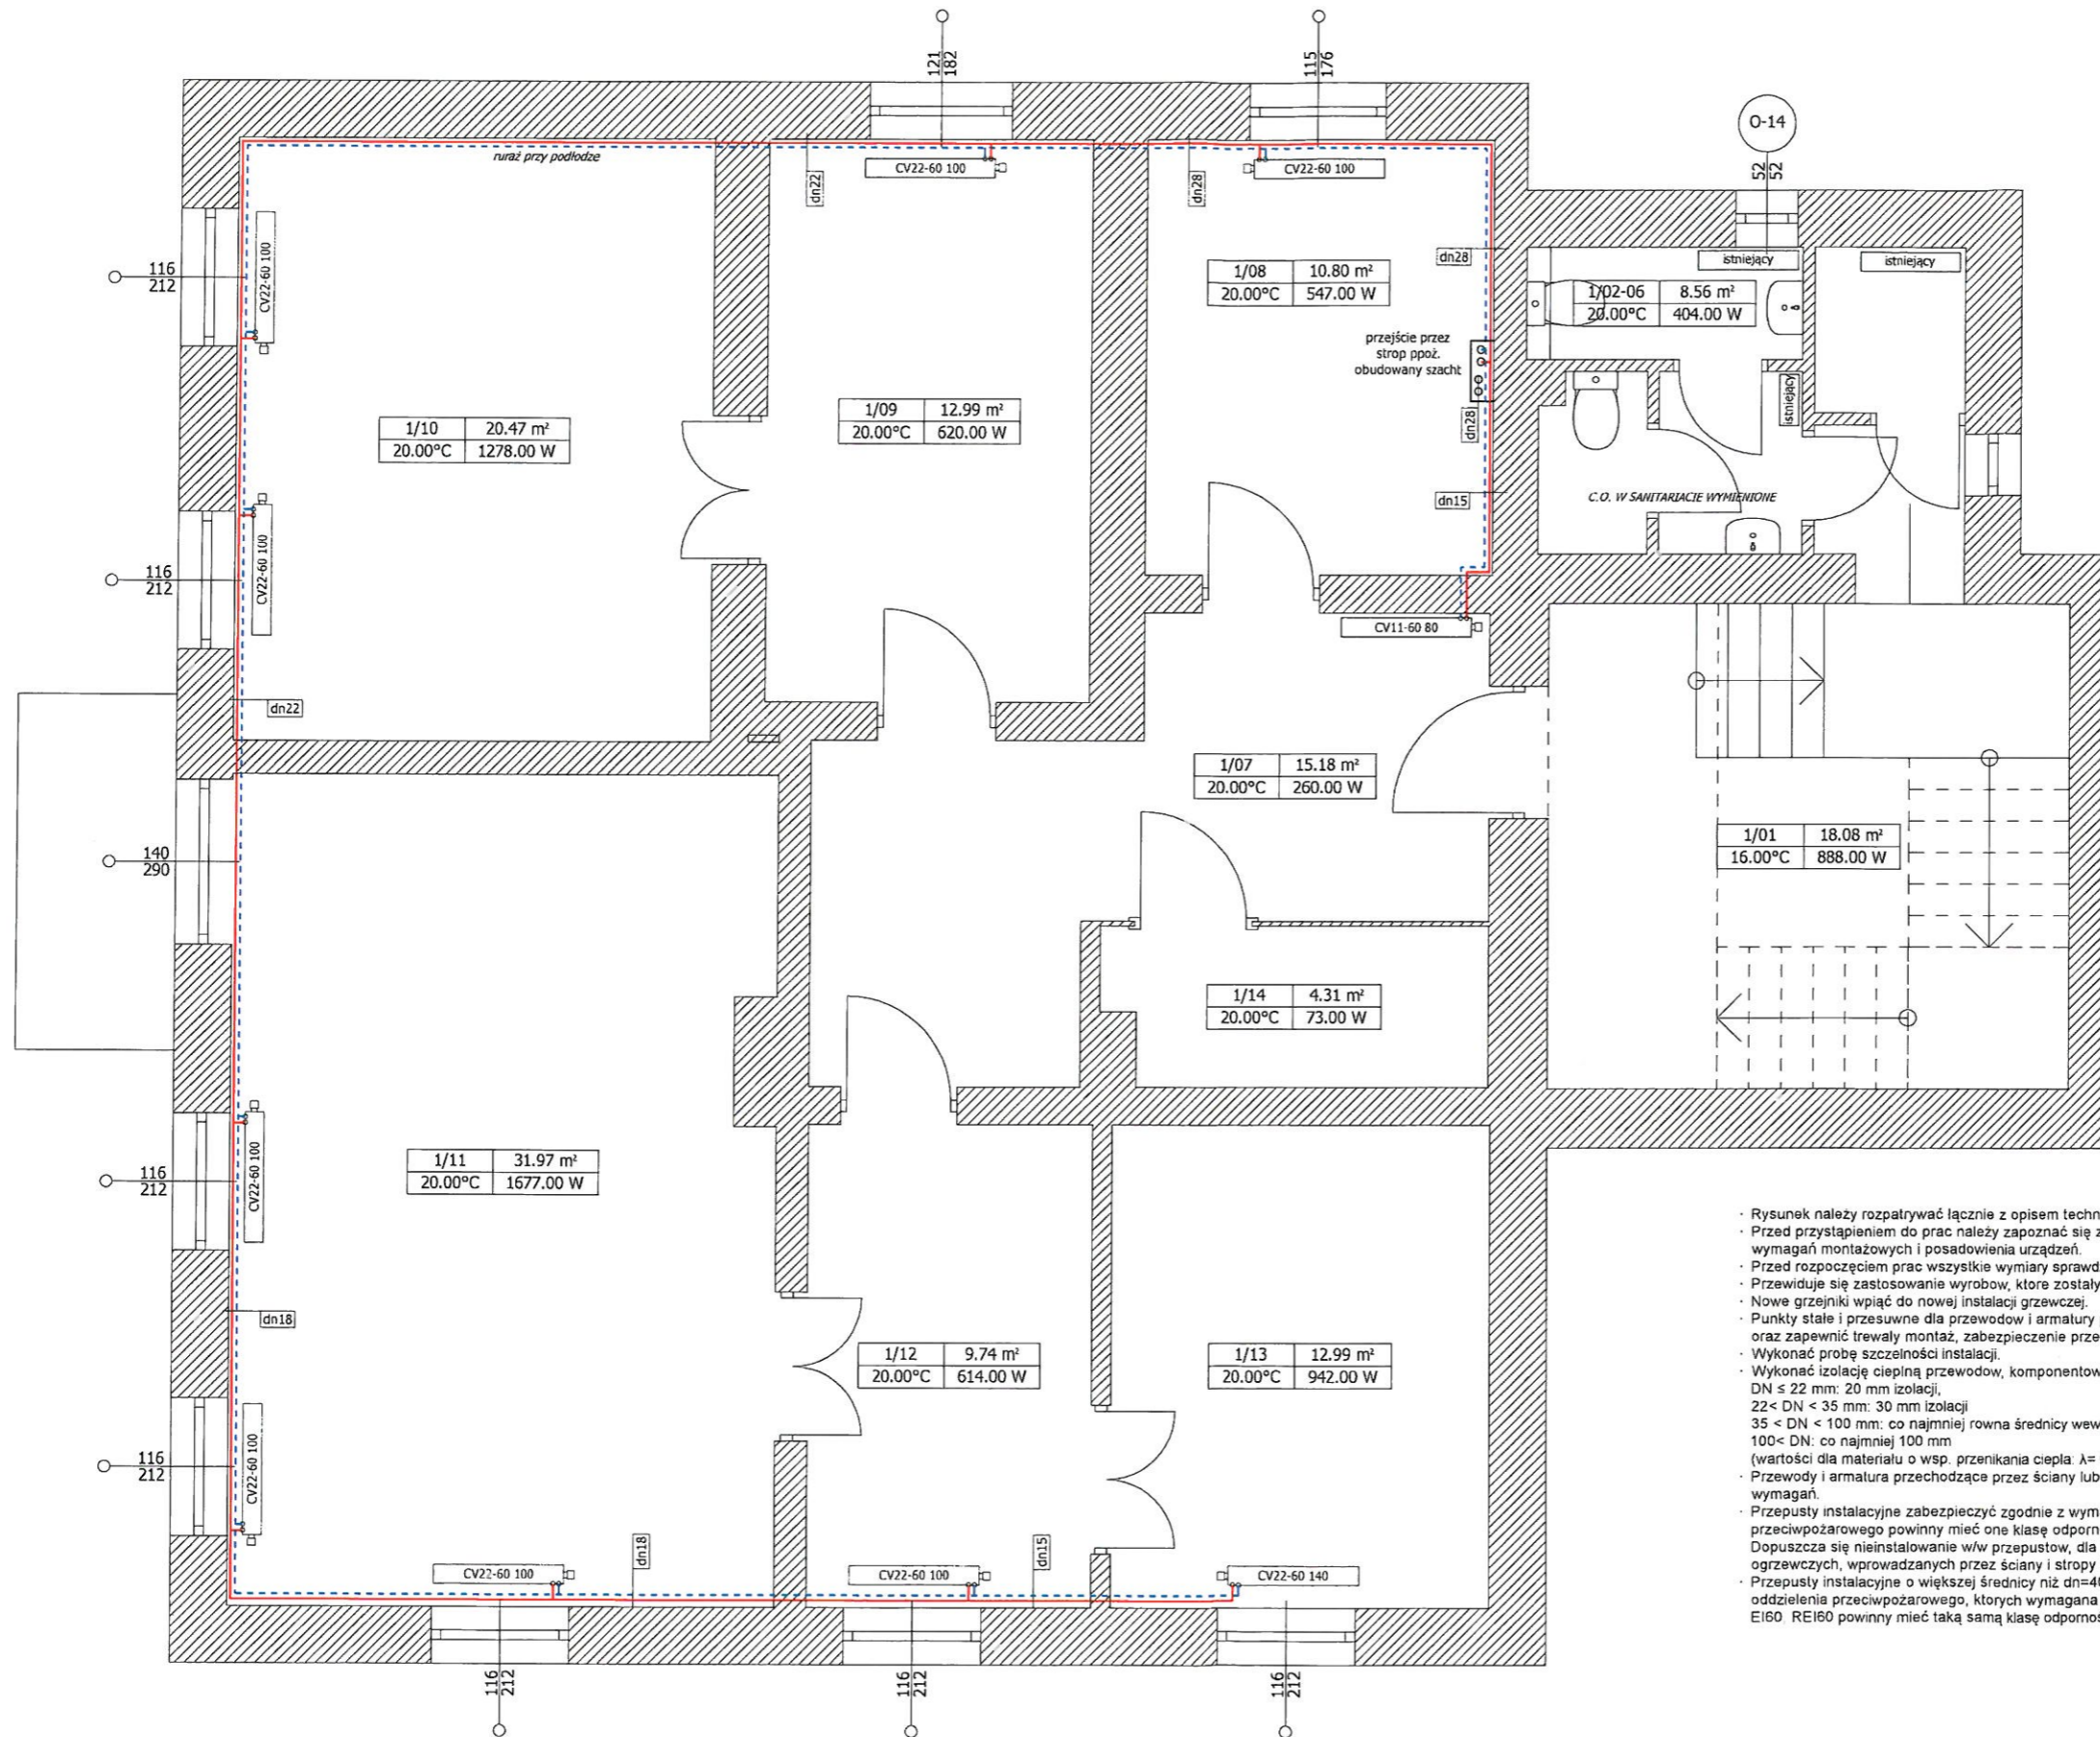 121
182
115
176
O-14
52
52
ruraż przy podłodze
CV22-60 100
CV22-60 100
dn22
dn28
dn28
istniejący
istniejący
116
212
CV22-60 100
1/08 10.80 m²
20.00°C 547.00 W
1/02-06 8.56 m²
20.00°C 404.00 W
przejście przez
strop ppoż.
obudowany szacht
istniejący
1/10 20.47 m²
20.00°C 1278.00 W
1/09 12.99 m²
20.00°C 620.00 W
dn28
dn15
C.O. W SANITARIACIE WYMIENIONE
116
212
CV22-60 100
CV11-60 80
dn22
1/07 15.18 m²
20.00°C 260.00 W
140
290
1/01 18.08 m²
16.00°C 888.00 W
1/14 4.31 m²
20.00°C 73.00 W
116
212
CV22-60 100
1/11 31.97 m²
20.00°C 1677.00 W
dn18
1/12 9.74 m²
20.00°C 614.00 W
1/13 12.99 m²
20.00°C 942.00 W
116
212
CV22-60 100
dn18
dn15
CV22-60 100
CV22-60 100
CV22-60 140
116
212
116
212
116
212
· Rysunek należy rozpatrywać łącznie z opisem techn
· Przed przystąpieniem do prac należy zapoznać się z
wymagań montażowych i posadowienia urządzeń.
· Przed rozpoczęciem prac wszystkie wymiary sprawd
· Przewiduje się zastosowanie wyrobow, ktore zostały
· Nowe grzejniki wpiąć do nowej instalacji grzewczej.
· Punkty stałe i przesuwne dla przewodow i armatury
oraz zapewnić trewały montaż, zabezpieczenie prze
· Wykonać probę szczelności instalacji.
· Wykonać izolację cieplną przewodow, komponentow
DN ≤ 22 mm: 20 mm izolacji,
22< DN < 35 mm: 30 mm izolacji
35 < DN < 100 mm: co najmniej rowna średnicy wew
100< DN: co najmniej 100 mm
(wartości dla materiału o wsp. przenikania ciepla: λ=
· Przewody i armatura przechodzące przez ściany lub
wymagań.
· Przepusty instalacyjne zabezpieczyć zgodnie z wym
przeciwpożarowego powinny mieć one klasę odporn
Dopuszcza się nieinstalowanie w/w przepustow, dla
ogrzewczych, wprowadzanych przez ściany i stropy
· Przepusty instalacyjne o większej średnicy niż dn=4
oddzielenia przeciwpożarowego, ktorych wymagana
EI60 REI60 powinny mieć taką samą klasę odporno